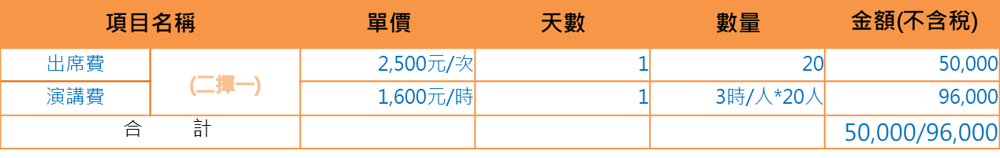 項目名稱 單價 天數 數量 金額(不含稅)
出席費 (二擇一) 2,500元/次 1 20 50,000
演講費 1,600元/時 1 3時/人*20人 96,000
合 計 50,000/96,000